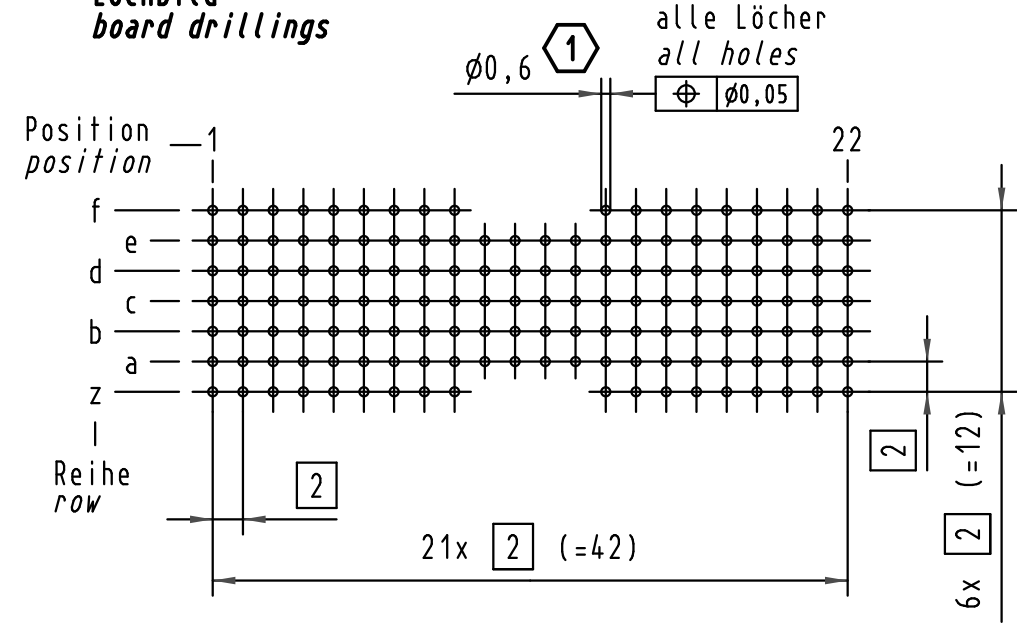 board drillings
alle Löcher
all holes
Ø0,6
1
⌖ Ø0,05
Position
position
1
22
f
e
d
c
b
a
z
Reihe
row
2
2
21x 2 (=42)
6x 2 (=12)